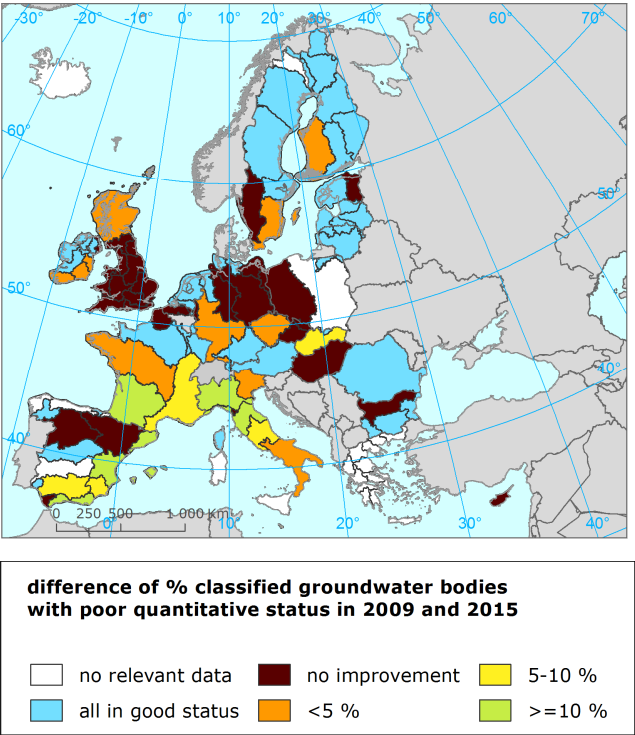 -30° -20° -10° 0° 10° 20° 30° 40° 50° 60° 70°
60°
50°
50°
40°
40°
0 250 500 1 000 Km
0° 10° 20° 30° 40°
difference of % classified groundwater bodies
with poor quantitative status in 2009 and 2015
no relevant data no improvement 5-10 %
all in good status <5 % >=10 %